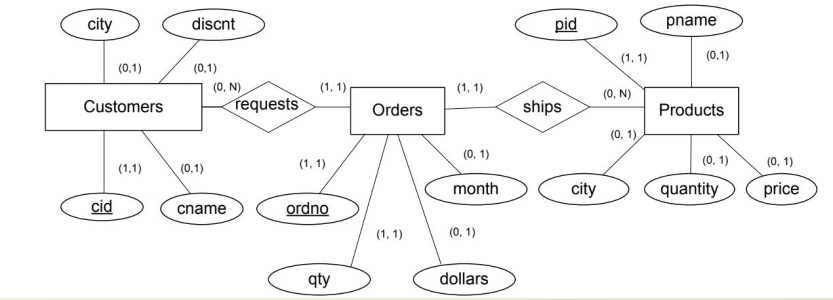 city
discnt
pid
pname
(0,1)
(0,1)
(1, 1)
(0,1)
(0, N)
(1, 1)
(1, 1)
(0, N)
Customers
requests
Orders
ships
Products
(0, 1)
(1,1)
(0,1)
(1, 1)
(0, 1)
(0, 1)
(0, 1)
cid
cname
ordno
month
city
quantity
price
(1, 1)
(0, 1)
qty
dollars